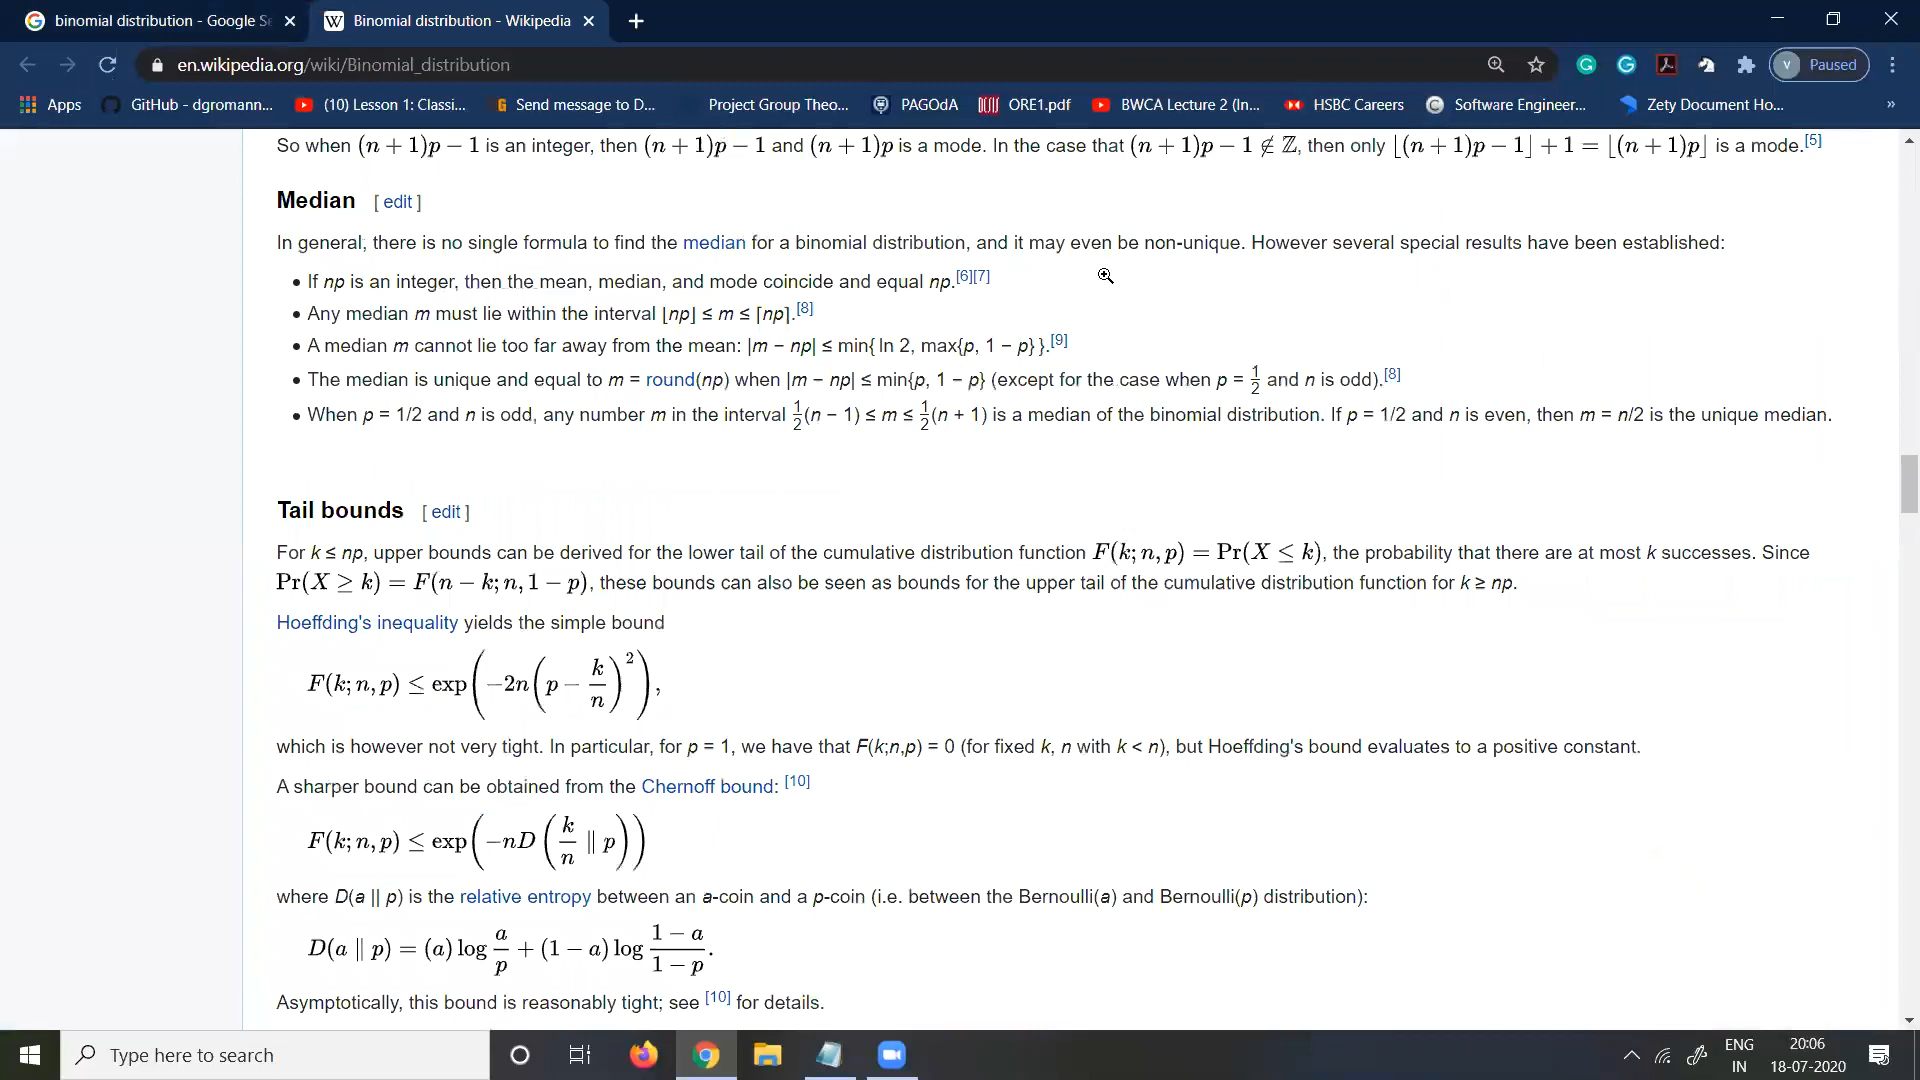 binomial distribution - Google Se
Binomial distribution - Wikipedia
en.wikipedia.org/wiki/Binomial_distribution
V Paused
Apps GitHub - dgromann... (10) Lesson 1: Classi... Send message to D... Project Group Theo... PAGOdA ORE1.pdf BWCA Lecture 2 (In... HSBC Careers Software Engineer... Zety Document Ho... »
So when (n + 1)p − 1 is an integer, then (n + 1)p − 1 and (n + 1)p is a mode. In the case that (n + 1)p − 1 ∉ ℤ, then only ⌊(n + 1)p − 1⌋ + 1 = ⌊(n + 1)p⌋ is a mode.[5]
Median [ edit ]
In general, there is no single formula to find the median for a binomial distribution, and it may even be non-unique. However several special results have been established:
• If np is an integer, then the mean, median, and mode coincide and equal np.[6][7]
• Any median m must lie within the interval ⌊np⌋ ≤ m ≤ ⌈np⌉.[8]
• A median m cannot lie too far away from the mean: |m − np| ≤ min{ ln 2, max{p, 1 − p} }.[9]
• The median is unique and equal to m = round(np) when |m − np| ≤ min{p, 1 − p} (except for the case when p = 1/2 and n is odd).[8]
• When p = 1/2 and n is odd, any number m in the interval 1/2(n − 1) ≤ m ≤ 1/2(n + 1) is a median of the binomial distribution. If p = 1/2 and n is even, then m = n/2 is the unique median.
Tail bounds [ edit ]
For k ≤ np, upper bounds can be derived for the lower tail of the cumulative distribution function F(k; n, p) = Pr(X ≤ k), the probability that there are at most k successes. Since
Pr(X ≥ k) = F(n − k; n, 1 − p), these bounds can also be seen as bounds for the upper tail of the cumulative distribution function for k ≥ np.
Hoeffding's inequality yields the simple bound
F(k; n, p) ≤ exp(−2n(p − k/n)²),
which is however not very tight. In particular, for p = 1, we have that F(k;n,p) = 0 (for fixed k, n with k < n), but Hoeffding's bound evaluates to a positive constant.
A sharper bound can be obtained from the Chernoff bound: [10]
F(k; n, p) ≤ exp(−nD(k/n ∥ p))
where D(a || p) is the relative entropy between an a-coin and a p-coin (i.e. between the Bernoulli(a) and Bernoulli(p) distribution):
D(a ∥ p) = (a) log a/p + (1 − a) log (1 − a)/(1 − p).
Asymptotically, this bound is reasonably tight; see [10] for details.
Type here to search
ENG
IN
20:06
18-07-2020